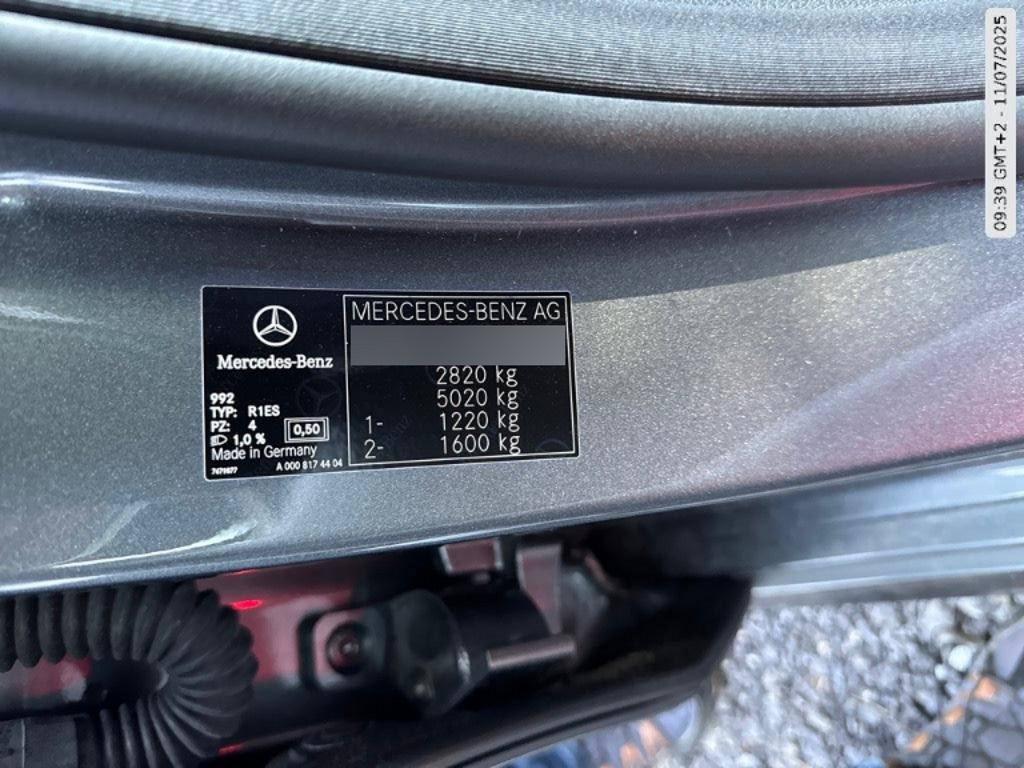 09:39 GMT+2 - 11/07/2025
Mercedes-Benz
992
TYP: R1ES
PZ: 4
0,50
1,0 %
Made in Germany
7471677
A 000 817 44 04
MERCEDES-BENZ AG
2820 kg
5020 kg
1- 1220 kg
2- 1600 kg